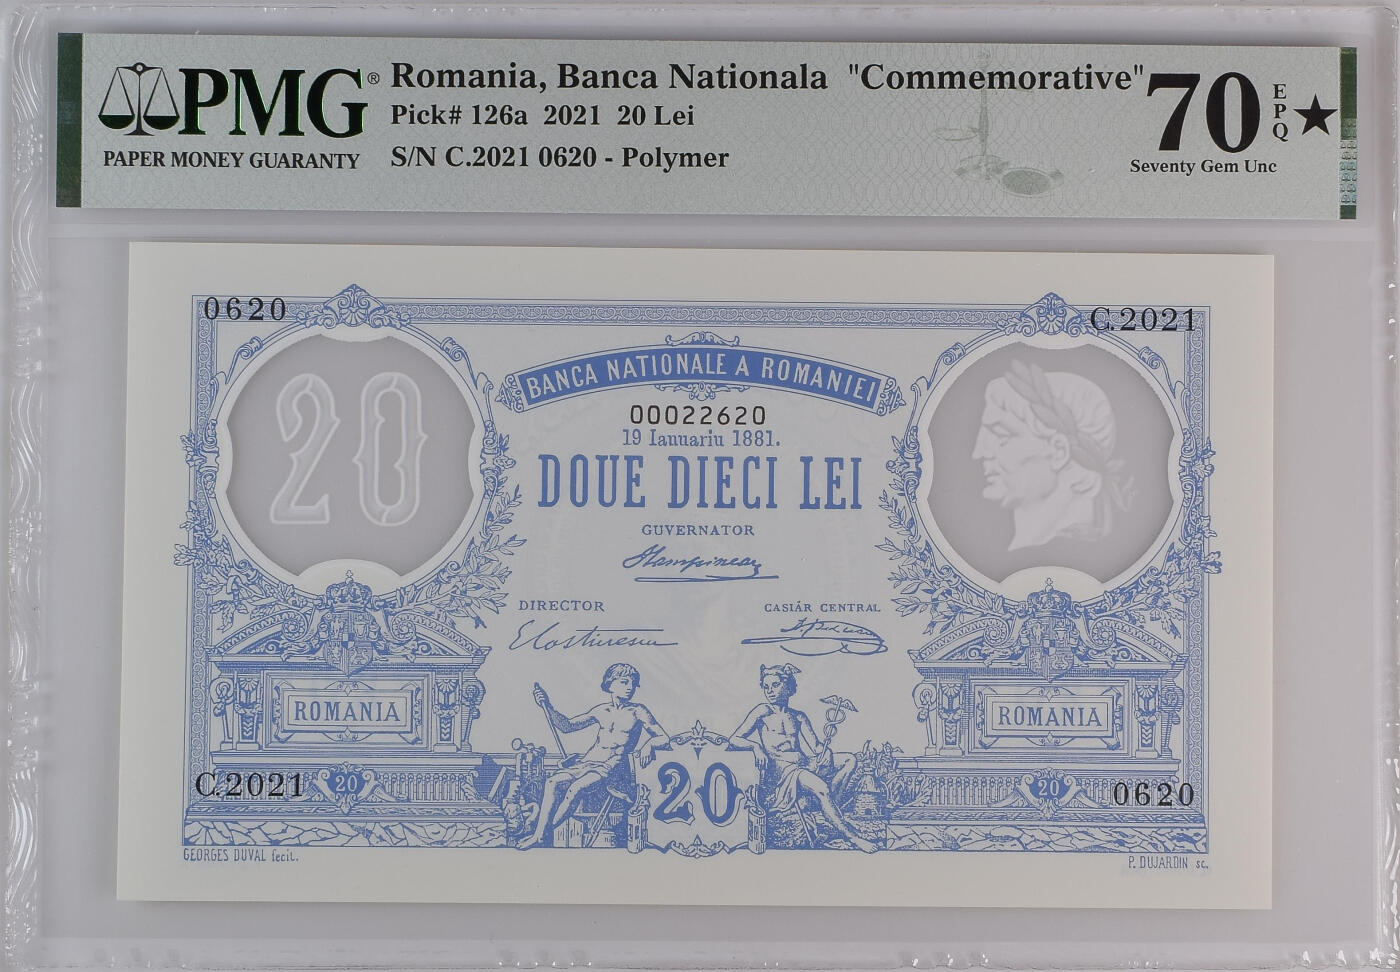 PMG®
PAPER MONEY GUARANTY
Romania, Banca Nationala "Commemorative"
Pick# 126a 2021 20 Lei
S/N C.2021 0620 - Polymer
70 EPQ ★
Seventy Gem Unc
0620
C.2021
20
BANCA NATIONALE A ROMANIEI
00022620
19 Ianuariu 1881.
DOUE DIECI LEI
GUVERNATOR
DIRECTOR
CASIÁR CENTRAL
ROMANIA
ROMANIA
C.2021
20
20
20
0620
GEORGES DUVAL fecit.
P. DUJARDIN sc.